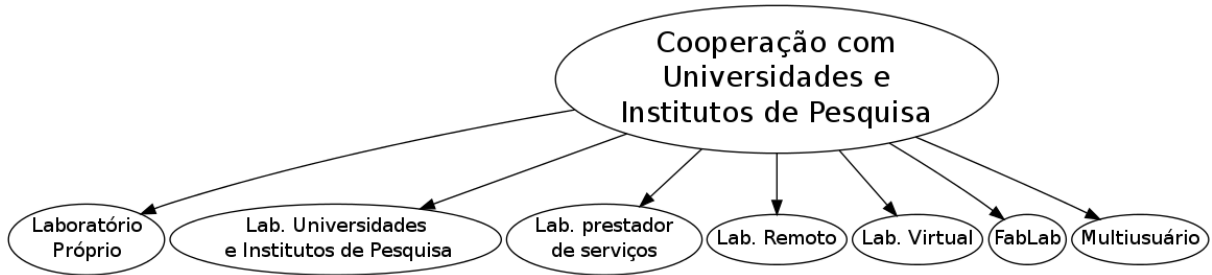 Cooperação com
Universidades e
Institutos de Pesquisa
Laboratório
Próprio
Lab. Universidades
e Institutos de Pesquisa
Lab. prestador
de serviços
Lab. Remoto
Lab. Virtual
FabLab
Multiusuário